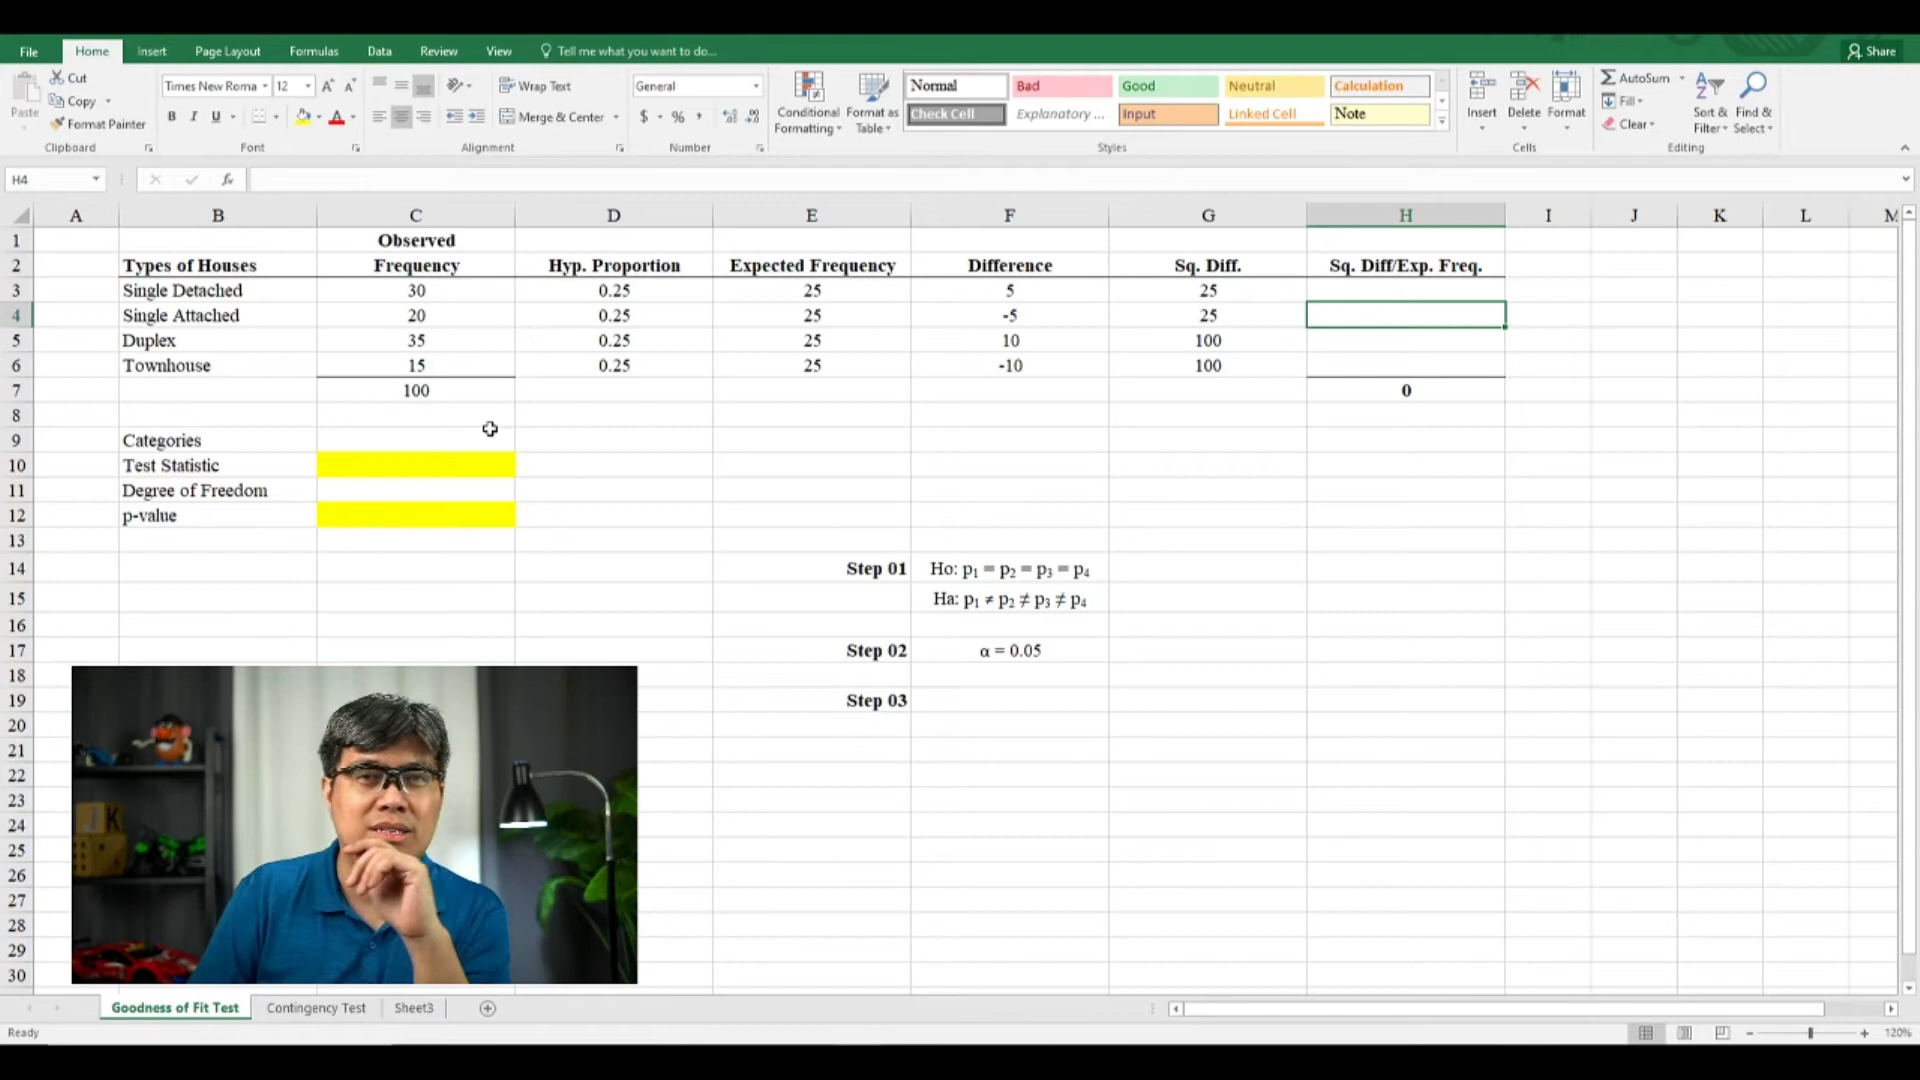 File Home Insert Page Layout Formulas Data Review View Tell me what you want to do... Share
Cut
Copy
Format Painter
Paste
Times New Roma 12
B I U
Wrap Text
Merge & Center
General
$ % ,
Conditional
Formatting
Format as
Table
Normal Bad Good Neutral Calculation
Check Cell Explanatory ... Input Linked Cell Note
Insert Delete Format
AutoSum
Fill
Clear
Sort &
Filter
Find &
Select
Clipboard Font Alignment Number Styles Cells Editing
H4 fx
A B C D E F G H I J K L M
1 Observed
2 Types of Houses Frequency Hyp. Proportion Expected Frequency Difference Sq. Diff. Sq. Diff/Exp. Freq.
3 Single Detached 30 0.25 25 5 25
4 Single Attached 20 0.25 25 -5 25
5 Duplex 35 0.25 25 10 100
6 Townhouse 15 0.25 25 -10 100
7 100 0
8
9 Categories
10 Test Statistic
11 Degree of Freedom
12 p-value
13
14 Step 01 Ho: p1 = p2 = p3 = p4
15 Ha: p1 ≠ p2 ≠ p3 ≠ p4
16
17 Step 02 α = 0.05
18
19 Step 03
20
21
22
23
24
25
26
27
28
29
30
J K
Goodness of Fit Test Contingency Test Sheet3
Ready 120%